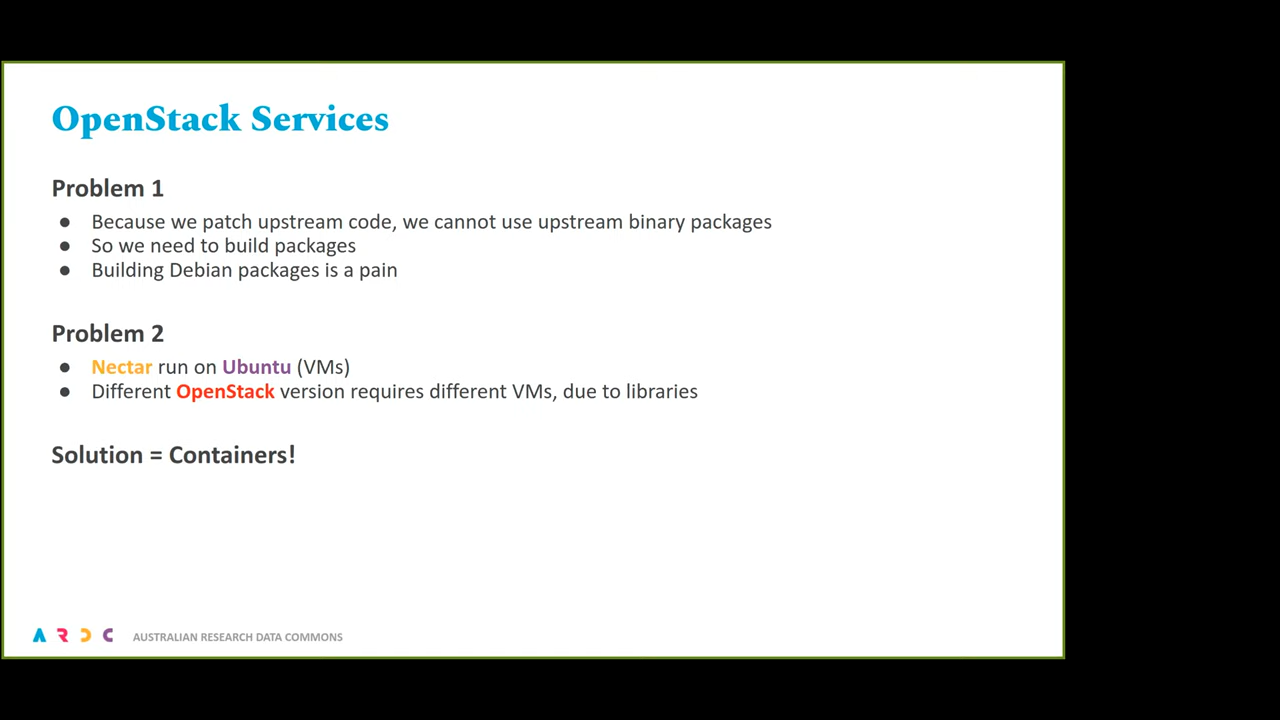 OpenStack Services
Problem 1
● Because we patch upstream code, we cannot use upstream binary packages
● So we need to build packages
● Building Debian packages is a pain
Problem 2
● Nectar run on Ubuntu (VMs)
● Different OpenStack version requires different VMs, due to libraries
Solution = Containers!
ARDC AUSTRALIAN RESEARCH DATA COMMONS